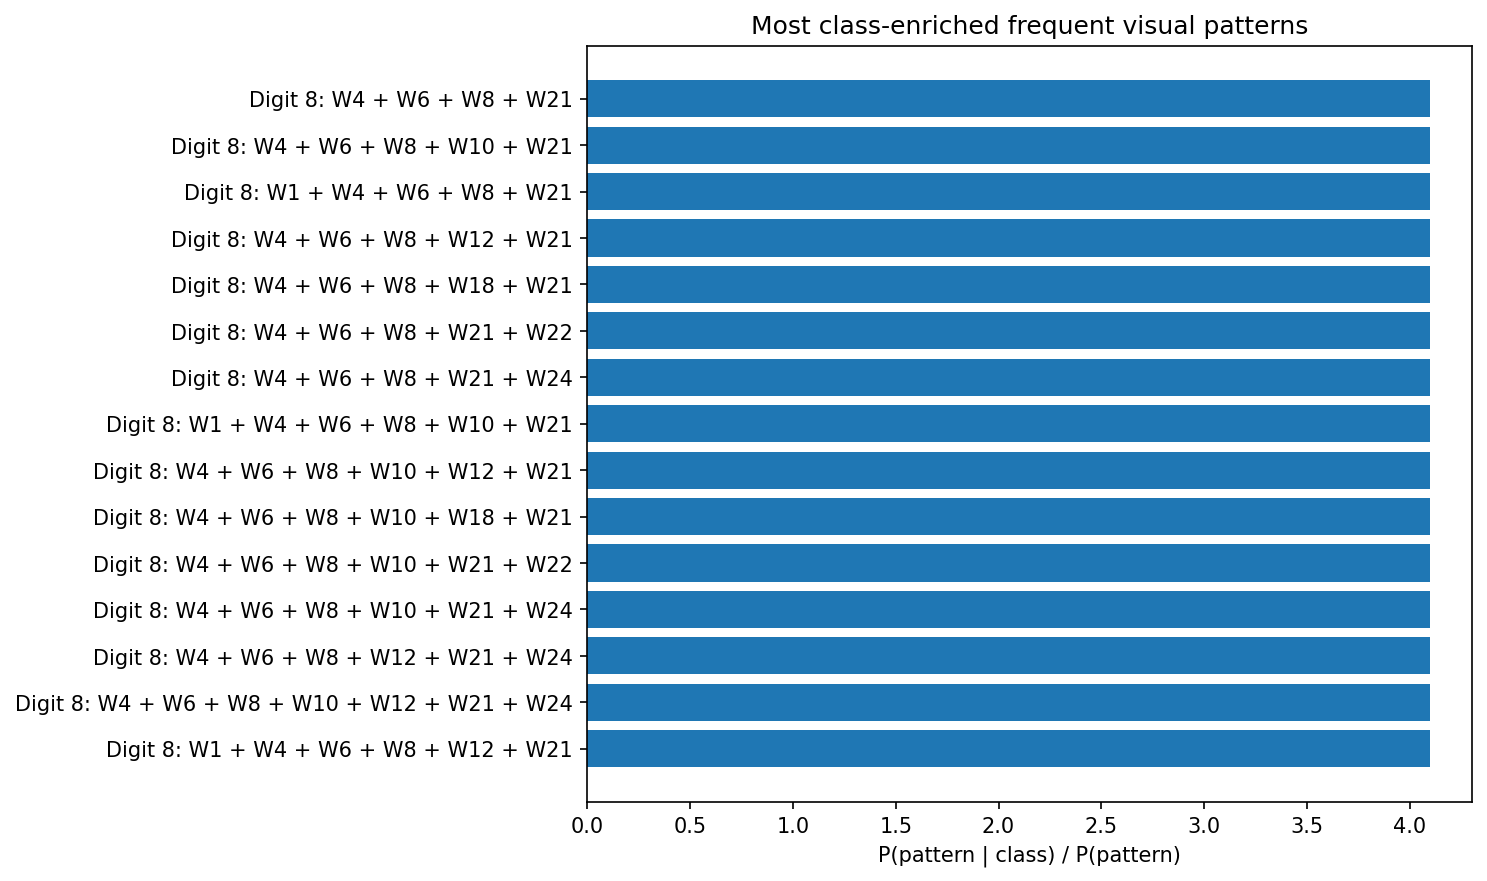 Most class-enriched frequent visual patterns
Digit 8: W4 + W6 + W8 + W21
Digit 8: W4 + W6 + W8 + W10 + W21
Digit 8: W1 + W4 + W6 + W8 + W21
Digit 8: W4 + W6 + W8 + W12 + W21
Digit 8: W4 + W6 + W8 + W18 + W21
Digit 8: W4 + W6 + W8 + W21 + W22
Digit 8: W4 + W6 + W8 + W21 + W24
Digit 8: W1 + W4 + W6 + W8 + W10 + W21
Digit 8: W4 + W6 + W8 + W10 + W12 + W21
Digit 8: W4 + W6 + W8 + W10 + W18 + W21
Digit 8: W4 + W6 + W8 + W10 + W21 + W22
Digit 8: W4 + W6 + W8 + W10 + W21 + W24
Digit 8: W4 + W6 + W8 + W12 + W21 + W24
Digit 8: W4 + W6 + W8 + W10 + W12 + W21 + W24
Digit 8: W1 + W4 + W6 + W8 + W12 + W21
0.0 0.5 1.0 1.5 2.0 2.5 3.0 3.5 4.0
P(pattern | class) / P(pattern)